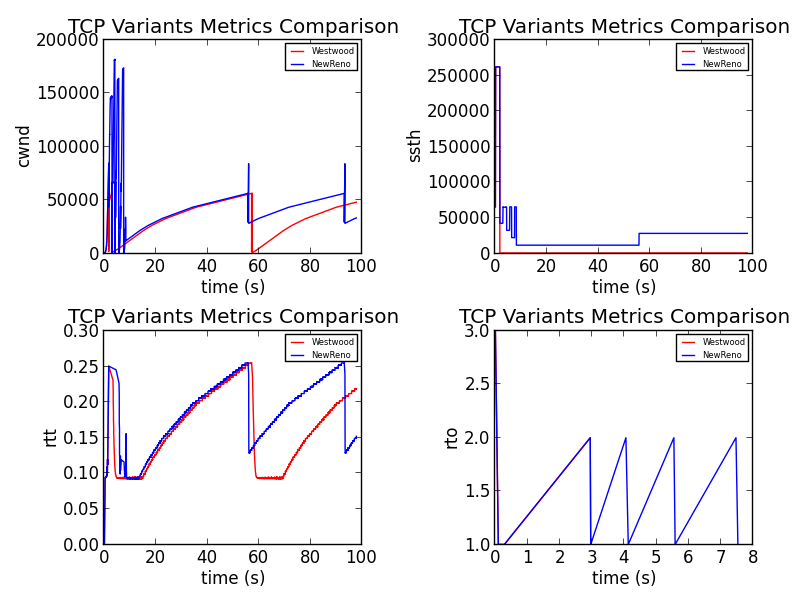 TCP Variants Metrics Comparison
200000
150000
100000
50000
0
cwnd
Westwood
NewReno
0 20 40 60 80 100
time (s)
TCP Variants Metrics Comparison
300000
250000
200000
150000
100000
50000
0
ssth
Westwood
NewReno
0 20 40 60 80 100
time (s)
TCP Variants Metrics Comparison
0.30
0.25
0.20
0.15
0.10
0.05
0.00
rtt
Westwood
NewReno
0 20 40 60 80 100
time (s)
TCP Variants Metrics Comparison
3.0
2.5
2.0
1.5
1.0
rto
Westwood
NewReno
0 1 2 3 4 5 6 7 8
time (s)